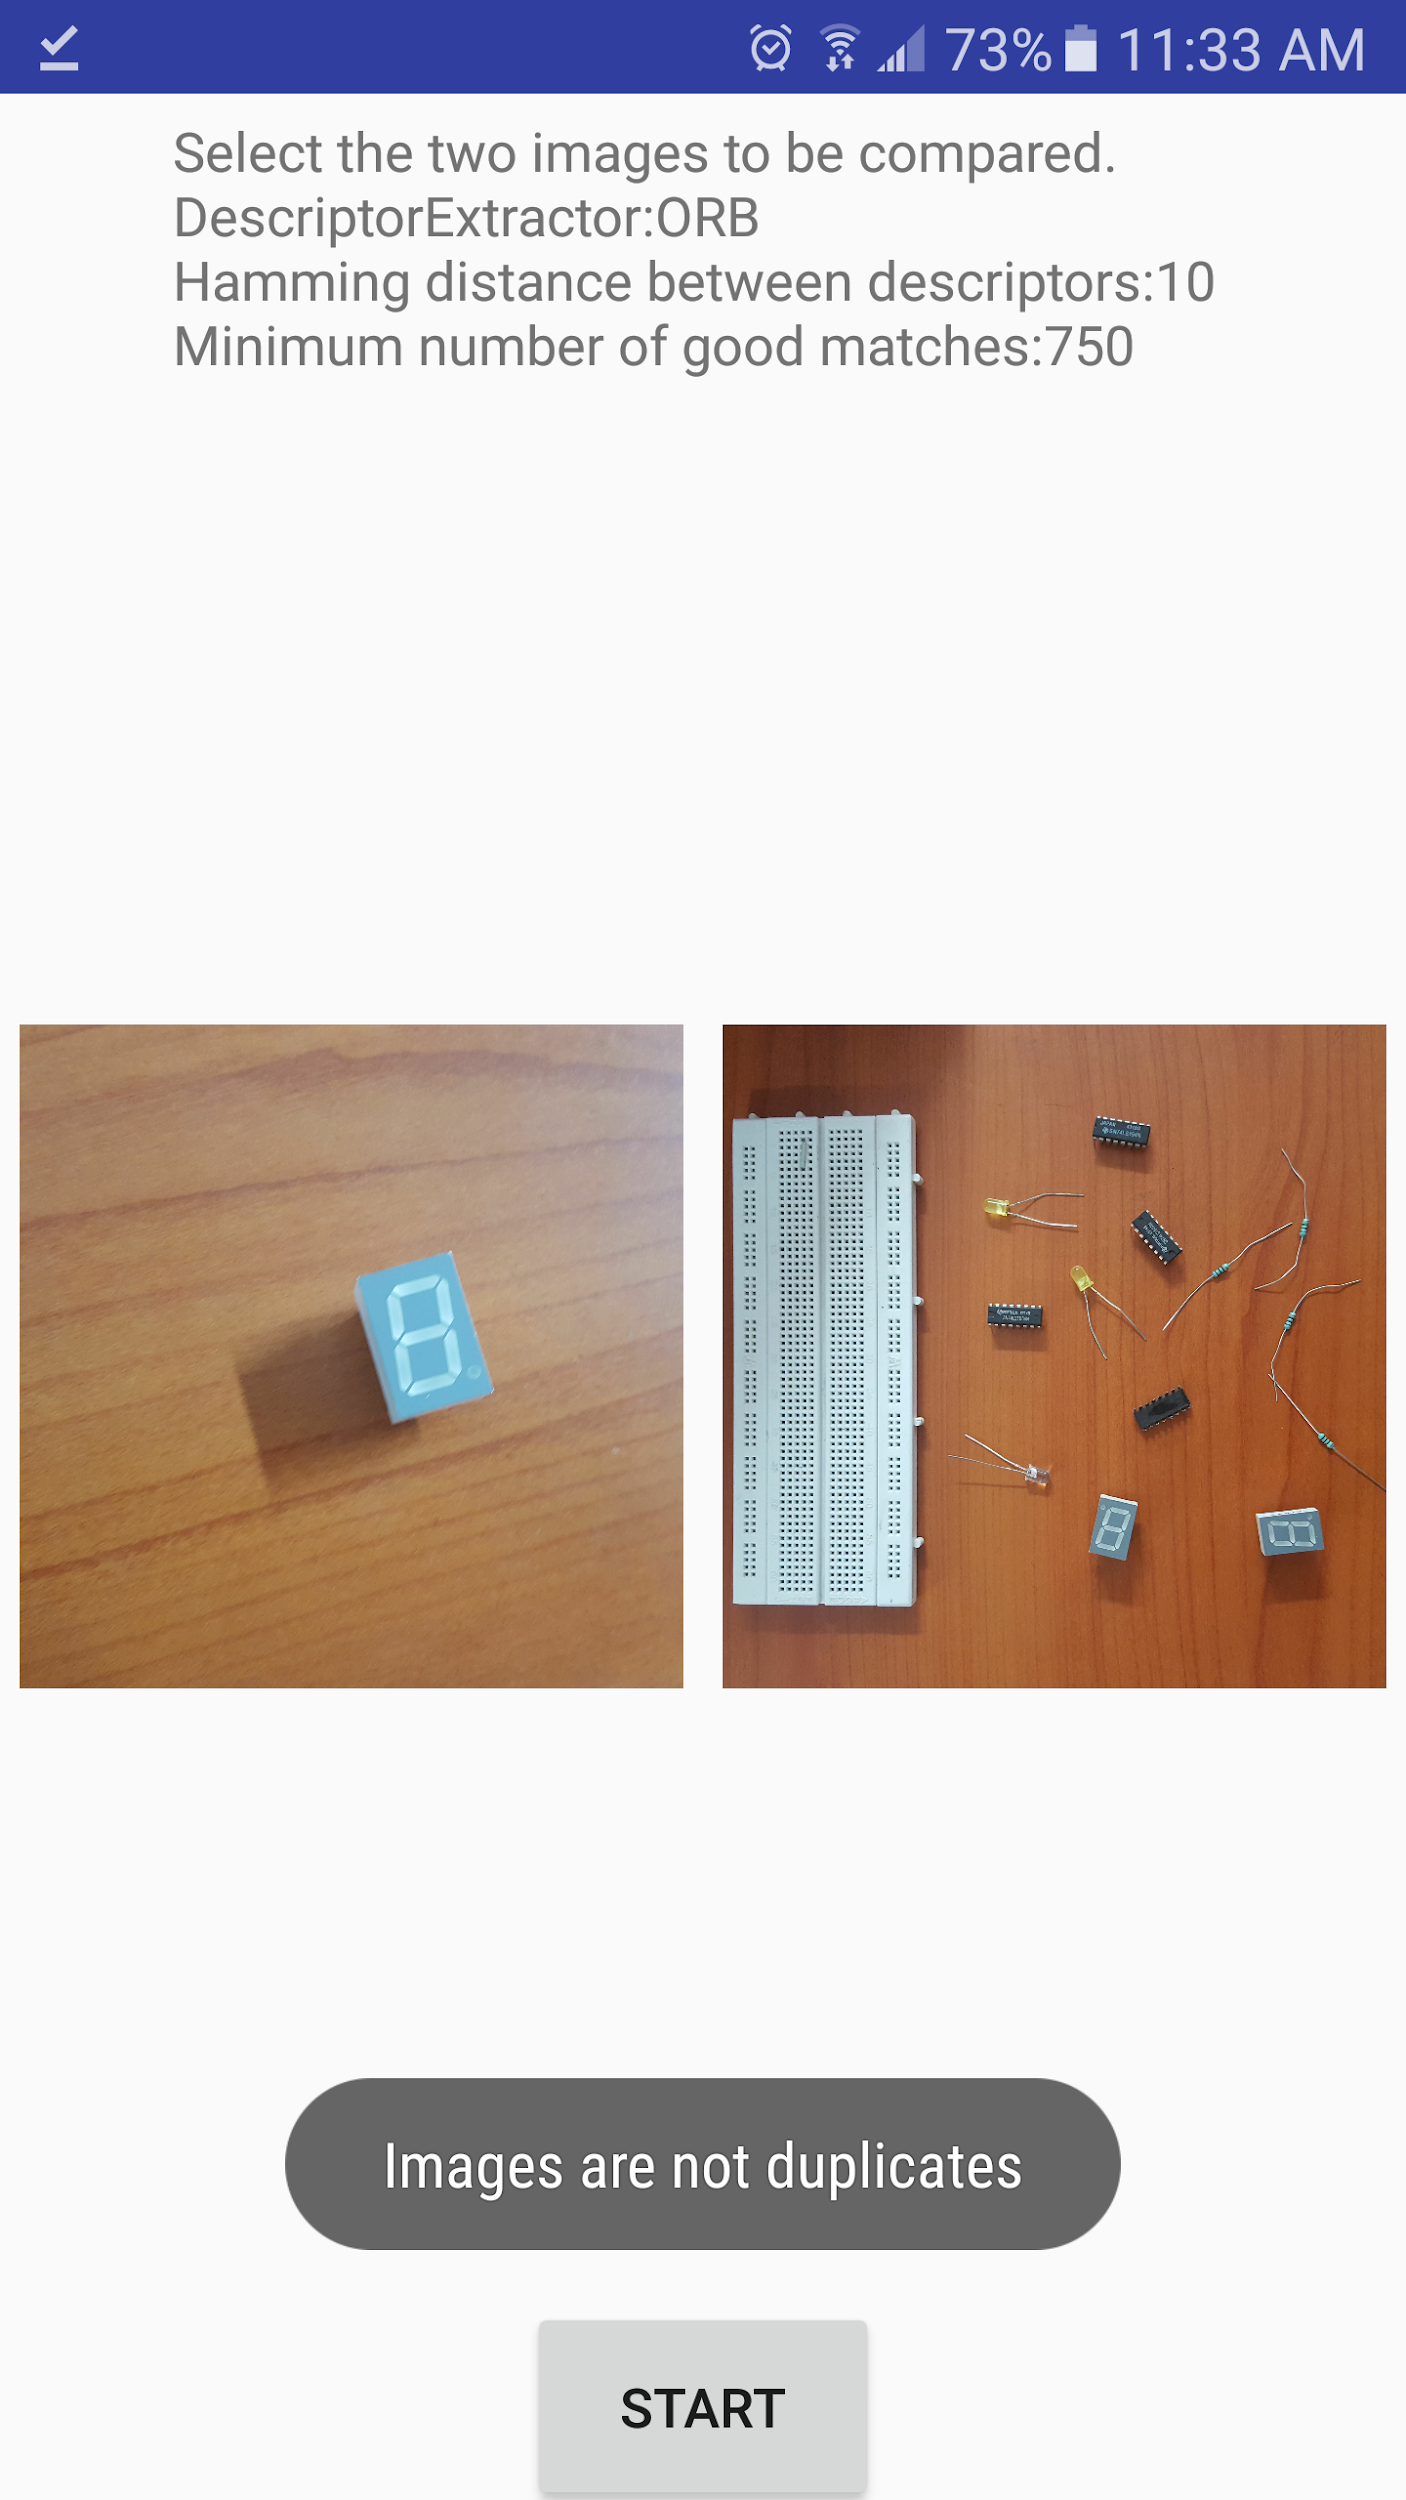 73% 11:33 AM
Select the two images to be compared.
DescriptorExtractor:ORB
Hamming distance between descriptors:10
Minimum number of good matches:750
JAPAN
Images are not duplicates
START